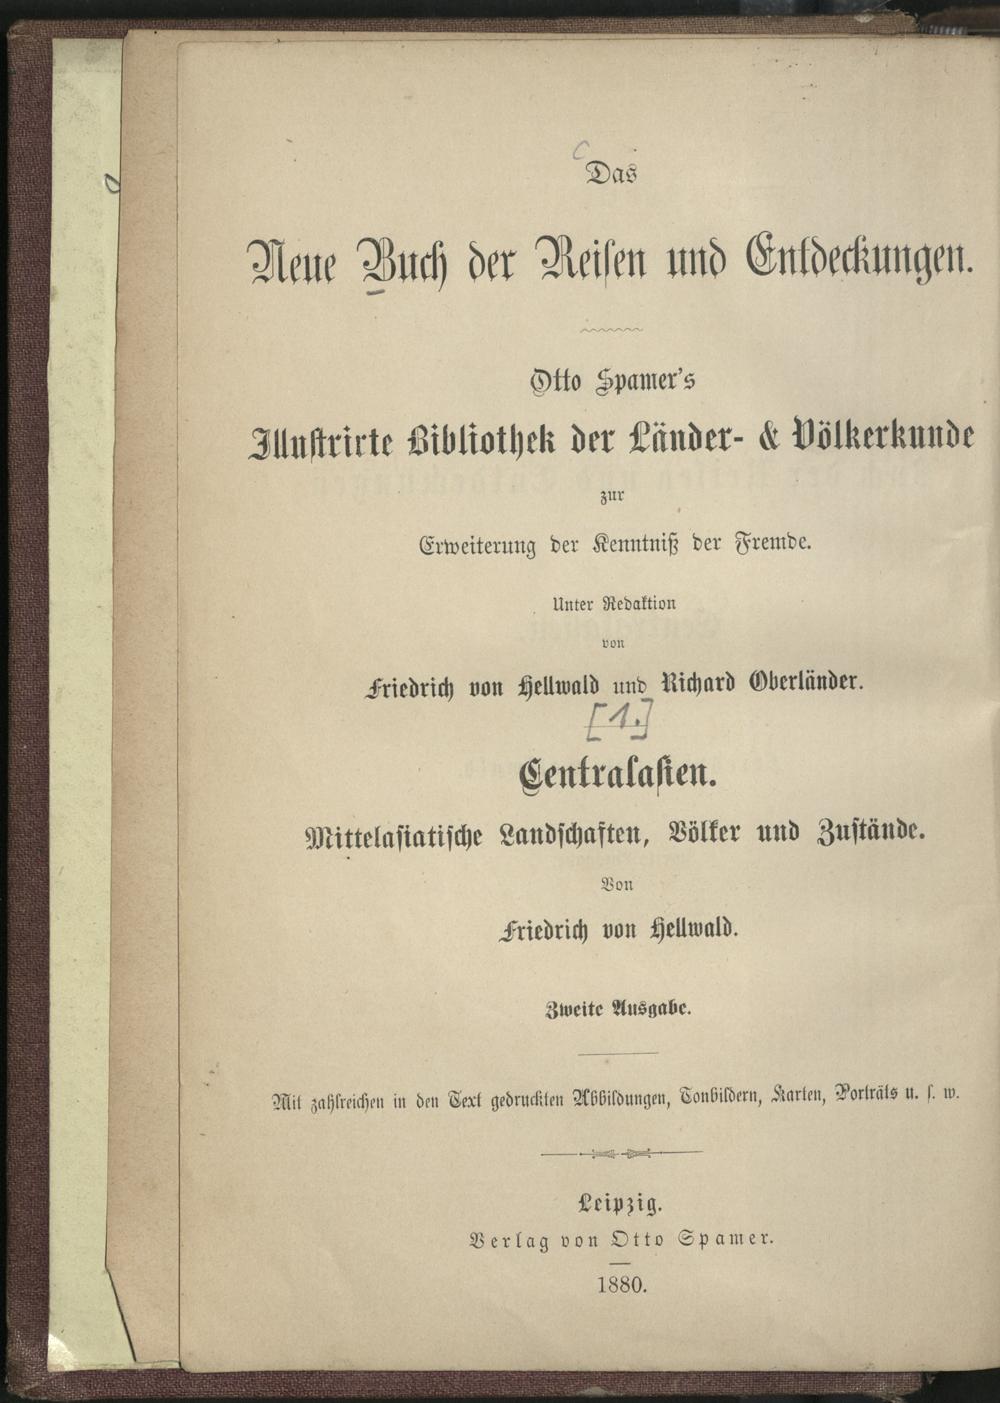 Das
Neue Buch der Reisen und Entdeckungen.
Otto Spamer's
Illustrirte Bibliothek der Länder- & Völkerkunde
zur
Erweiterung der Kenntniß der Fremde.
Unter Redaktion
von
Friedrich von Hellwald und Richard Oberländer.
[1.]
Centralasien.
Mittelasiatische Landschaften, Völker und Zustände.
Von
Friedrich von Hellwald.
Zweite Ausgabe.
Mit zahlreichen in den Text gedruckten Abbildungen, Tonbildern, Karten, Porträts u. s. w.
Leipzig.
Verlag von Otto Spamer.
1880.